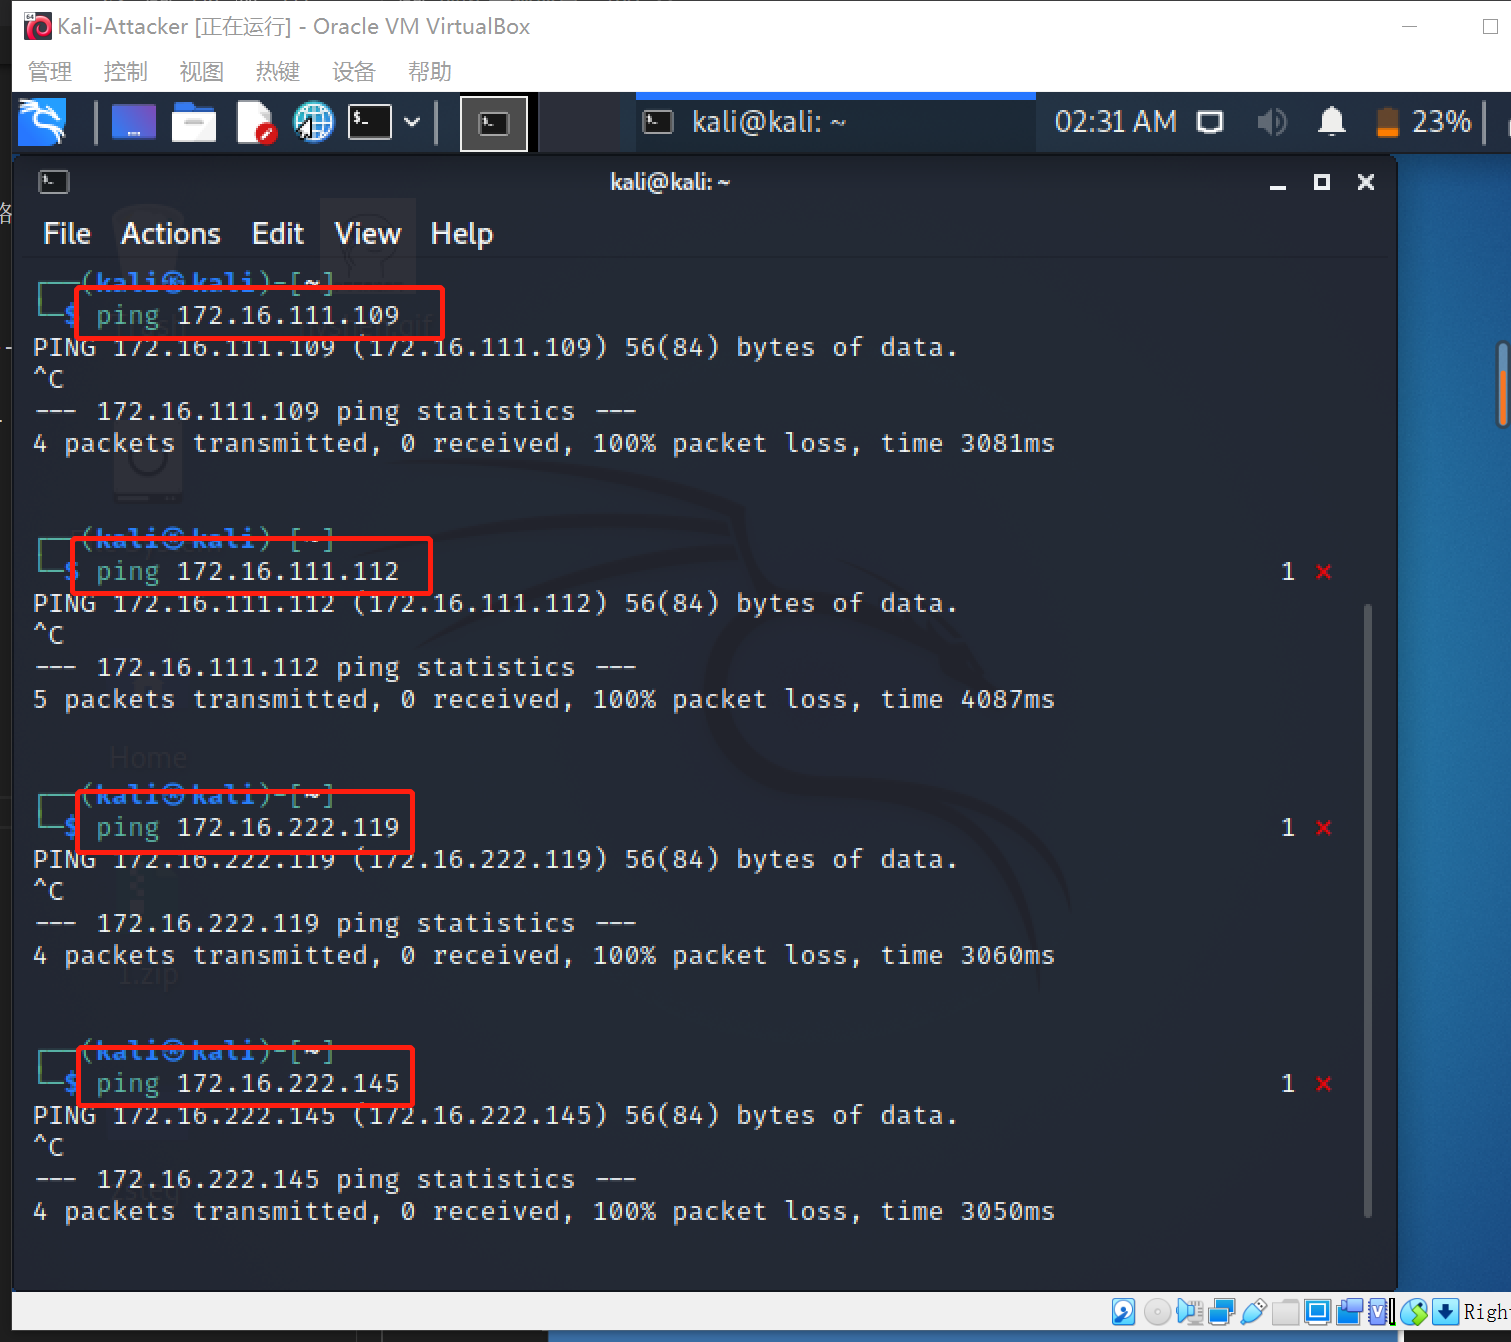 Kali-Attacker [正在运行] - Oracle VM VirtualBox
管理 控制 视图 热键 设备 帮助
kali@kali: ~ 02:31 AM 23%
kali@kali: ~
File Actions Edit View Help
(kali㉿kali)-[~]
$ ping 172.16.111.109
PING 172.16.111.109 (172.16.111.109) 56(84) bytes of data.
^C
--- 172.16.111.109 ping statistics ---
4 packets transmitted, 0 received, 100% packet loss, time 3081ms
(kali㉿kali)-[~]
$ ping 172.16.111.112 1 ⨯
PING 172.16.111.112 (172.16.111.112) 56(84) bytes of data.
^C
--- 172.16.111.112 ping statistics ---
5 packets transmitted, 0 received, 100% packet loss, time 4087ms
Home
(kali㉿kali)-[~]
$ ping 172.16.222.119 1 ⨯
PING 172.16.222.119 (172.16.222.119) 56(84) bytes of data.
^C
--- 172.16.222.119 ping statistics ---
4 packets transmitted, 0 received, 100% packet loss, time 3060ms
1.zip
(kali㉿kali)-[~]
$ ping 172.16.222.145 1 ⨯
PING 172.16.222.145 (172.16.222.145) 56(84) bytes of data.
^C
--- 172.16.222.145 ping statistics ---
4 packets transmitted, 0 received, 100% packet loss, time 3050ms
Righ